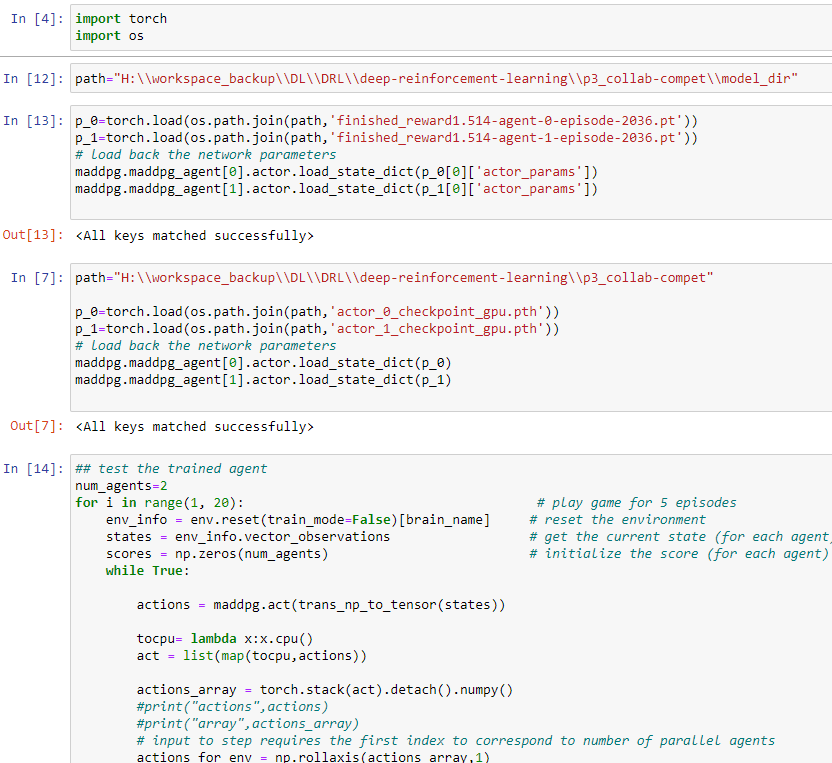 In [4]: import torch
import os
In [12]: path="H:\\workspace_backup\\DL\\DRL\\deep-reinforcement-learning\\p3_collab-compet\\model_dir"
In [13]: p_0=torch.load(os.path.join(path,'finished_reward1.514-agent-0-episode-2036.pt'))
p_1=torch.load(os.path.join(path,'finished_reward1.514-agent-1-episode-2036.pt'))
# load back the network parameters
maddpg.maddpg_agent[0].actor.load_state_dict(p_0[0]['actor_params'])
maddpg.maddpg_agent[1].actor.load_state_dict(p_1[0]['actor_params'])
Out[13]: <All keys matched successfully>
In [7]: path="H:\\workspace_backup\\DL\\DRL\\deep-reinforcement-learning\\p3_collab-compet"
p_0=torch.load(os.path.join(path,'actor_0_checkpoint_gpu.pth'))
p_1=torch.load(os.path.join(path,'actor_1_checkpoint_gpu.pth'))
# load back the network parameters
maddpg.maddpg_agent[0].actor.load_state_dict(p_0)
maddpg.maddpg_agent[1].actor.load_state_dict(p_1)
Out[7]: <All keys matched successfully>
In [14]: ## test the trained agent
num_agents=2
for i in range(1, 20): # play game for 5 episodes
env_info = env.reset(train_mode=False)[brain_name] # reset the environment
states = env_info.vector_observations # get the current state (for each agent)
scores = np.zeros(num_agents) # initialize the score (for each agent)
while True:
actions = maddpg.act(trans_np_to_tensor(states))
tocpu= lambda x:x.cpu()
act = list(map(tocpu,actions))
actions_array = torch.stack(act).detach().numpy()
#print("actions",actions)
#print("array",actions_array)
# input to step requires the first index to correspond to number of parallel agents
actions_for_env = np.rollaxis(actions_array,1)